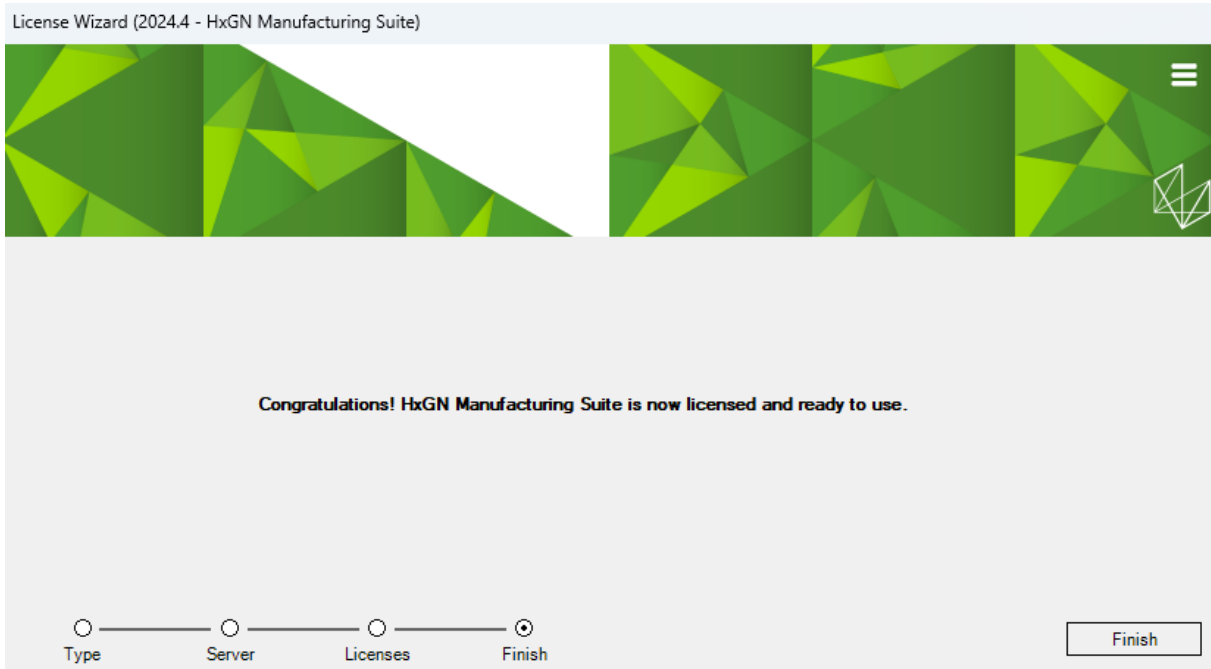 License Wizard (2024.4 - HxGN Manufacturing Suite)
Congratulations! HxGN Manufacturing Suite is now licensed and ready to use.
Type Server Licenses Finish
Finish